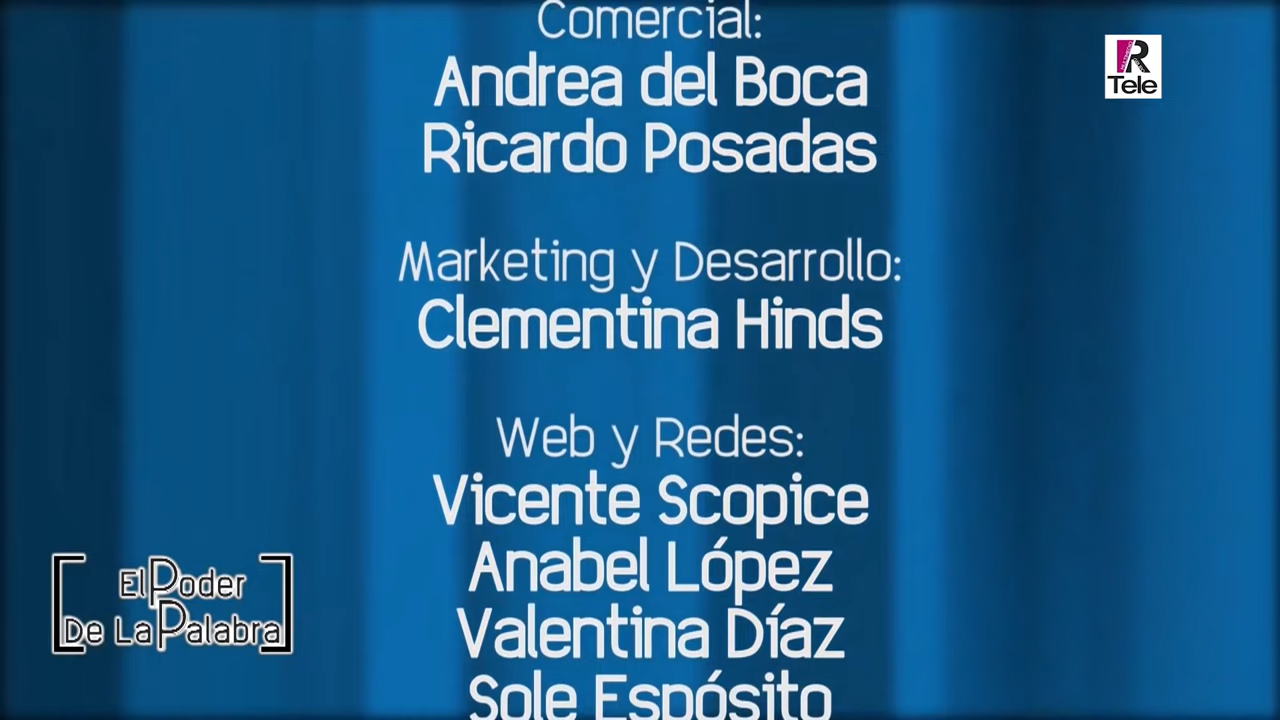 Comercial:
Andrea del Boca
Ricardo Posadas
Marketing y Desarrollo:
Clementina Hinds
Web y Redes:
Vicente Scopice
Anabel López
Valentina Díaz
Sole Espósito
El Poder
De La Palabra
R
Tele